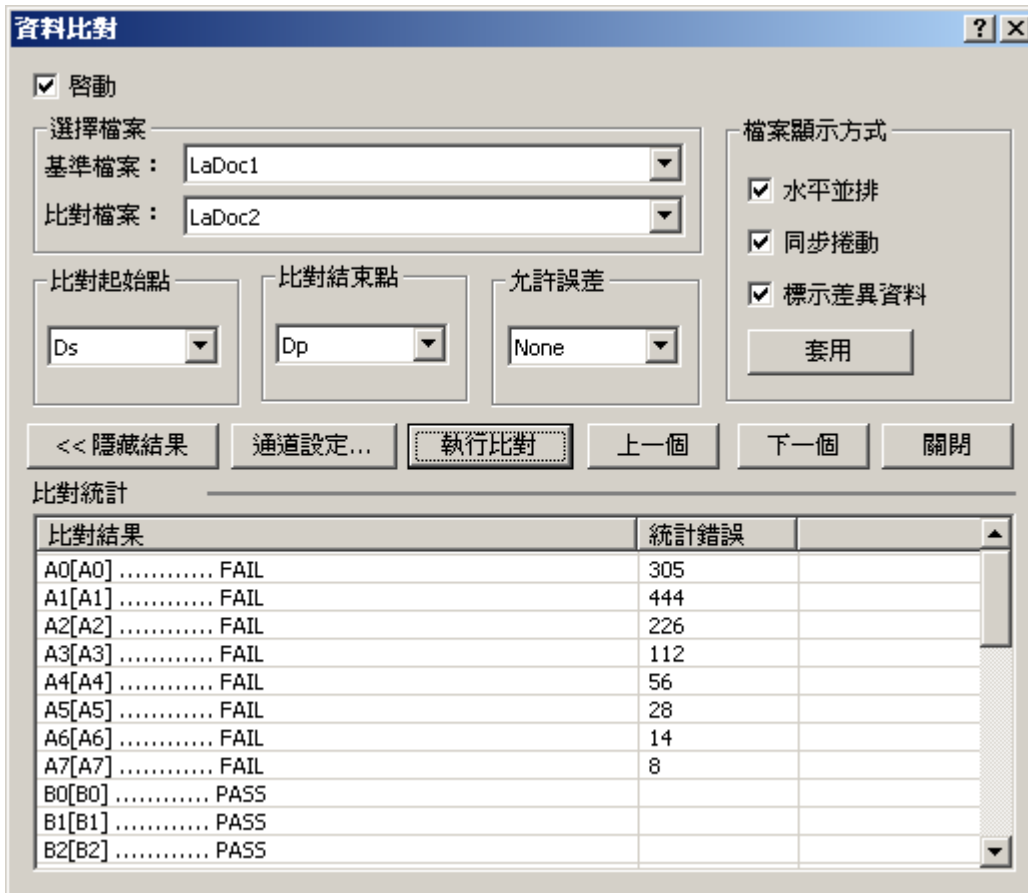 資料比對
啓動
選擇檔案
基準檔案： LaDoc1
比對檔案： LaDoc2
檔案顯示方式
水平並排
同步捲動
標示差異資料
套用
比對起始點 比對結束點 允許誤差
Ds Dp None
<< 隱藏結果 通道設定... 執行比對 上一個 下一個 關閉
比對統計
比對結果 統計錯誤
A0[A0] ............ FAIL 305
A1[A1] ............ FAIL 444
A2[A2] ............ FAIL 226
A3[A3] ............ FAIL 112
A4[A4] ............ FAIL 56
A5[A5] ............ FAIL 28
A6[A6] ............ FAIL 14
A7[A7] ............ FAIL 8
B0[B0] ............ PASS
B1[B1] ............ PASS
B2[B2] ............ PASS